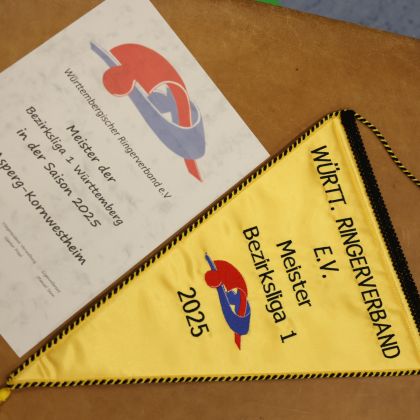 Württembergischer Ringerverband e.V
Meister der
Bezirksliga 1 Württemberg
in der Saison 2025
Asperg-Kornwestheim
WÜRTT. RINGERVERBAND
E.V.
Meister
Bezirksliga 1
2025